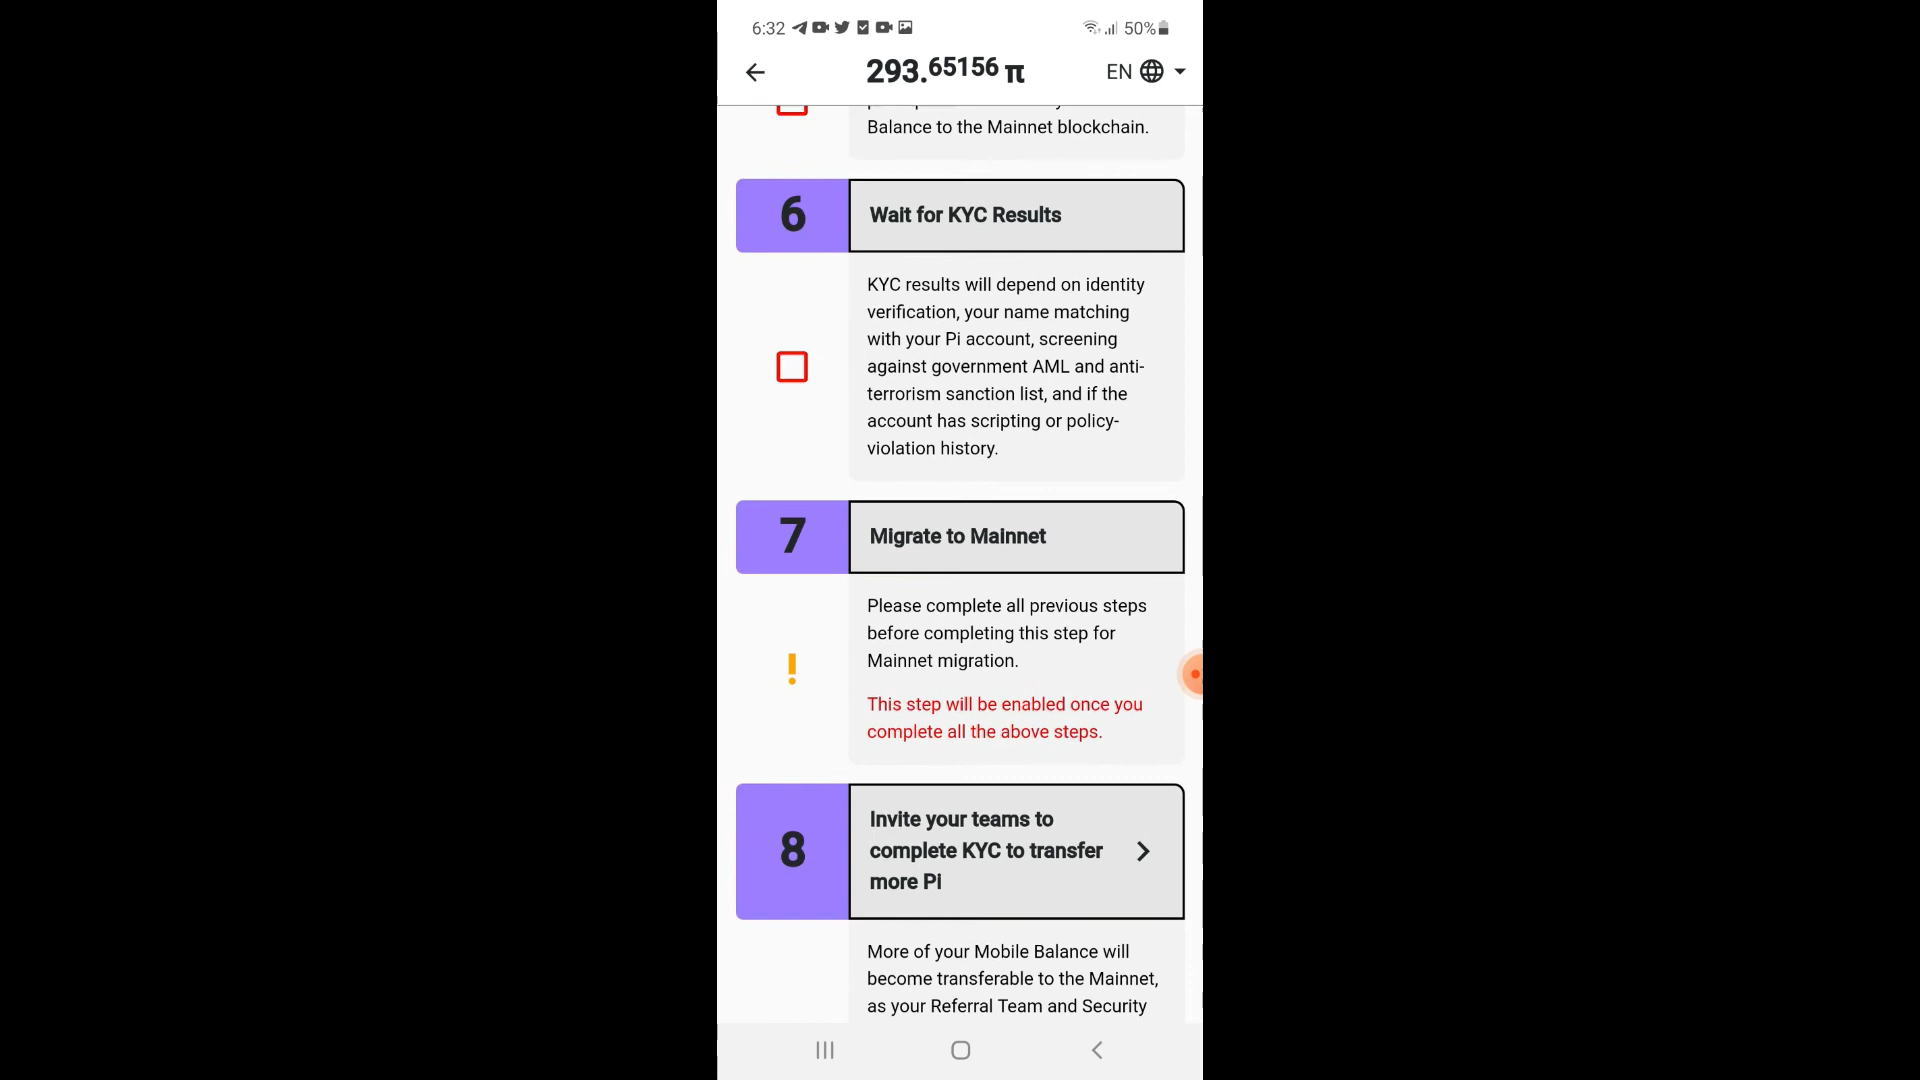 6:32
50%
293.65156 π
EN
Balance to the Mainnet blockchain.
6
Wait for KYC Results
KYC results will depend on identity
verification, your name matching
with your Pi account, screening
against government AML and anti-
terrorism sanction list, and if the
account has scripting or policy-
violation history.
7
Migrate to Mainnet
Please complete all previous steps
before completing this step for
Mainnet migration.
This step will be enabled once you
complete all the above steps.
8
Invite your teams to
complete KYC to transfer
more Pi
More of your Mobile Balance will
become transferable to the Mainnet,
as your Referral Team and Security